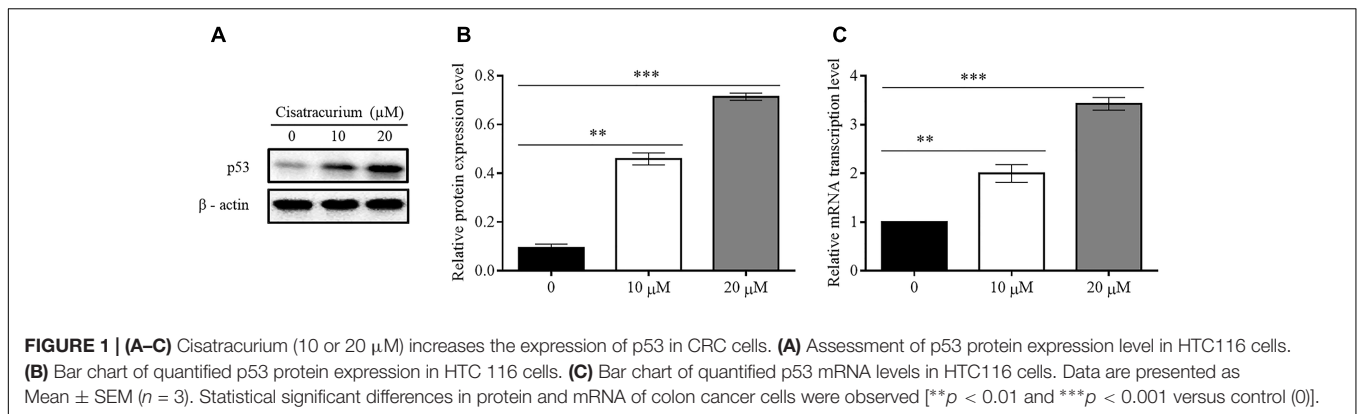 A
Cisatracurium (μM)
0 10 20
p53
β - actin
B
Relative protein expression level
0.8
0.6
0.4
0.2
0.0
***
**
0 10 μM 20 μM
C
Relative mRNA transcription level
4
3
2
1
0
***
**
0 10 μM 20 μM
FIGURE 1 | (A–C) Cisatracurium (10 or 20 μM) increases the expression of p53 in CRC cells. (A) Assessment of p53 protein expression level in HTC116 cells.
(B) Bar chart of quantified p53 protein expression in HTC 116 cells. (C) Bar chart of quantified p53 mRNA levels in HTC116 cells. Data are presented as
Mean ± SEM (n = 3). Statistical significant differences in protein and mRNA of colon cancer cells were observed [**p < 0.01 and ***p < 0.001 versus control (0)].